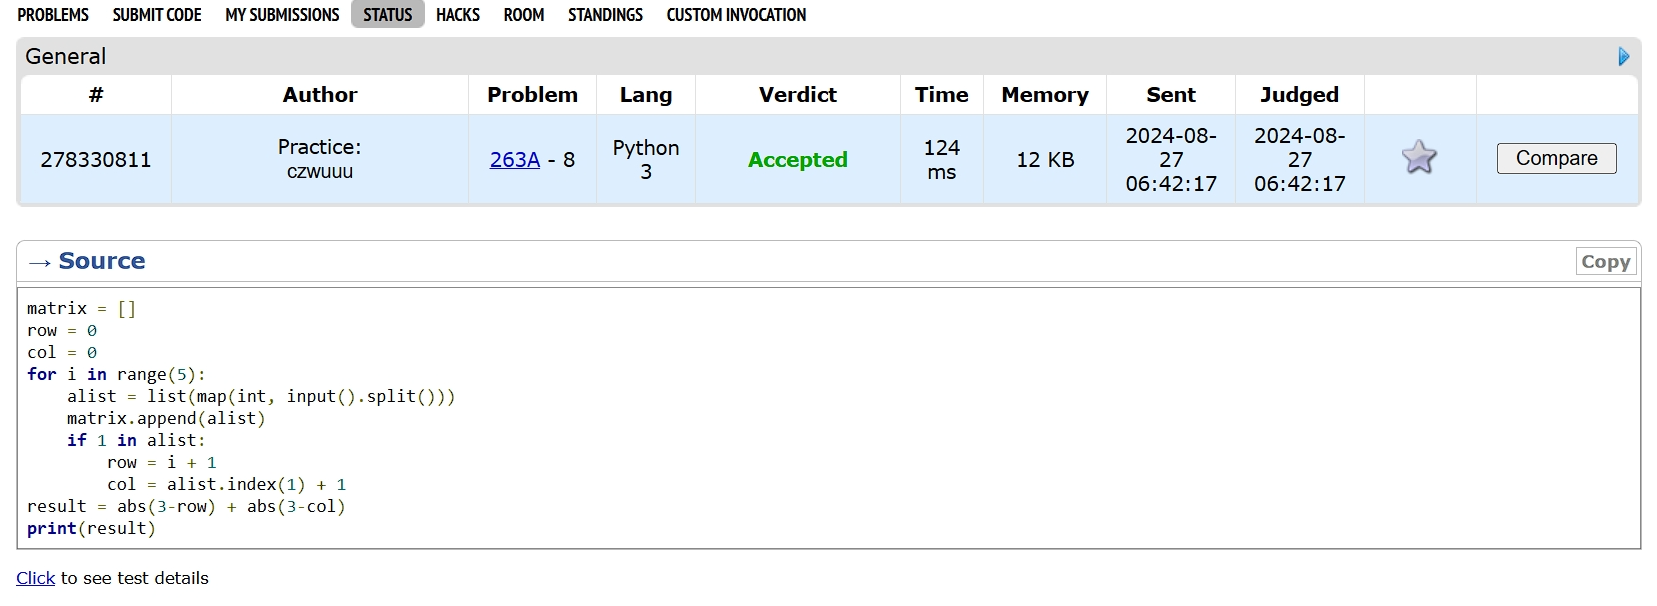 PROBLEMS SUBMIT CODE MY SUBMISSIONS STATUS HACKS ROOM STANDINGS CUSTOM INVOCATION
General
# Author Problem Lang Verdict Time Memory Sent Judged
278330811 Practice: czwuuu 263A - 8 Python 3 Accepted 124 ms 12 KB 2024-08-27 06:42:17 2024-08-27 06:42:17 Compare
→ Source Copy
matrix = []
row = 0
col = 0
for i in range(5):
    alist = list(map(int, input().split()))
    matrix.append(alist)
    if 1 in alist:
        row = i + 1
        col = alist.index(1) + 1
result = abs(3-row) + abs(3-col)
print(result)
Click to see test details